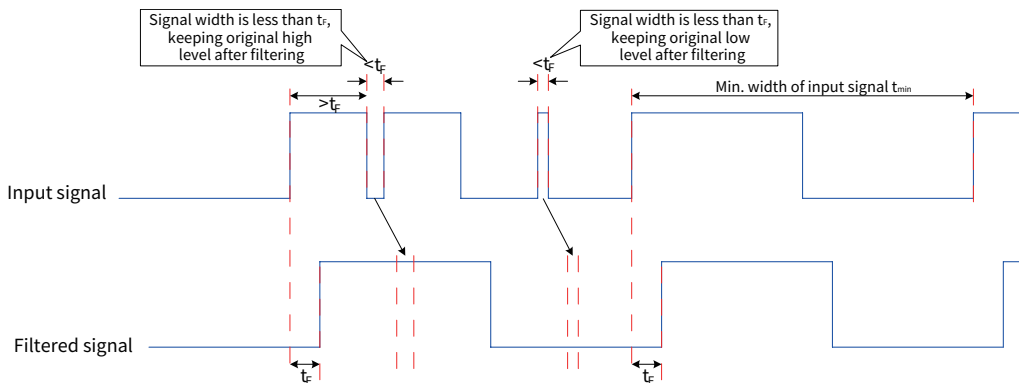 Signal width is less than tF,
keeping original high
level after filtering
Signal width is less than tF,
keeping original low
level after filtering
<tF
<tF
>tF
Min. width of input signal tmin
Input signal
Filtered signal
tF
tF